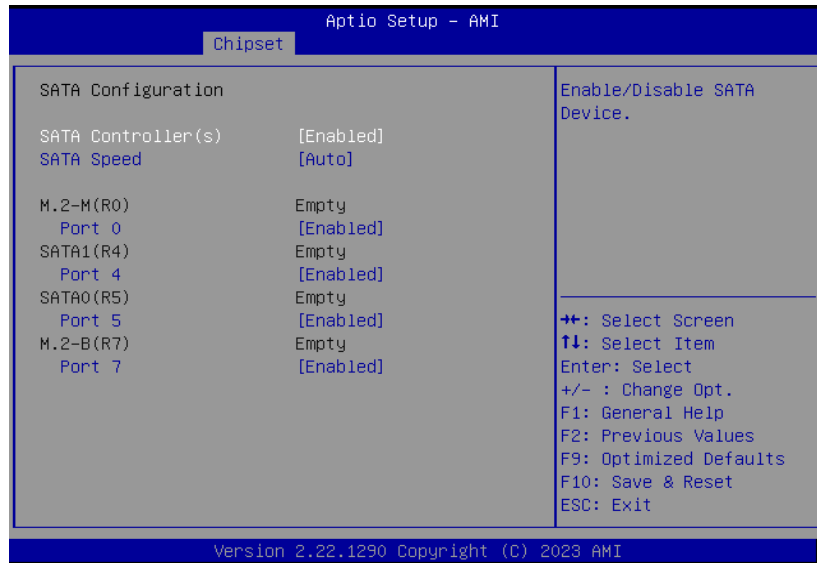 Aptio Setup – AMI
Chipset
SATA Configuration
SATA Controller(s) [Enabled]
SATA Speed [Auto]
M.2-M(R0) Empty
Port 0 [Enabled]
SATA1(R4) Empty
Port 4 [Enabled]
SATA0(R5) Empty
Port 5 [Enabled]
M.2-B(R7) Empty
Port 7 [Enabled]
Enable/Disable SATA
Device.
→←: Select Screen
↑↓: Select Item
Enter: Select
+/- : Change Opt.
F1: General Help
F2: Previous Values
F9: Optimized Defaults
F10: Save & Reset
ESC: Exit
Version 2.22.1290 Copyright (C) 2023 AMI